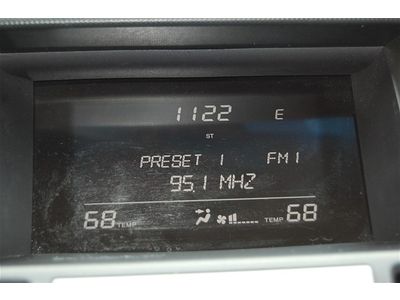 1122 E
ST
PRESET 1 FM1
95.1 MHZ
68 TEMP TEMP 68